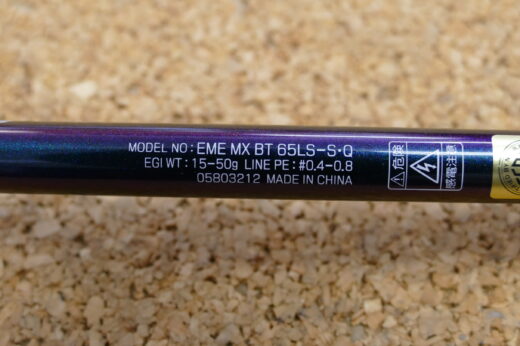 MODEL NO: EME MX BT 65LS-S・Q
EGI WT: 15-50g LINE PE: #0.4-0.8
05803212 MADE IN CHINA
危険
感電注意